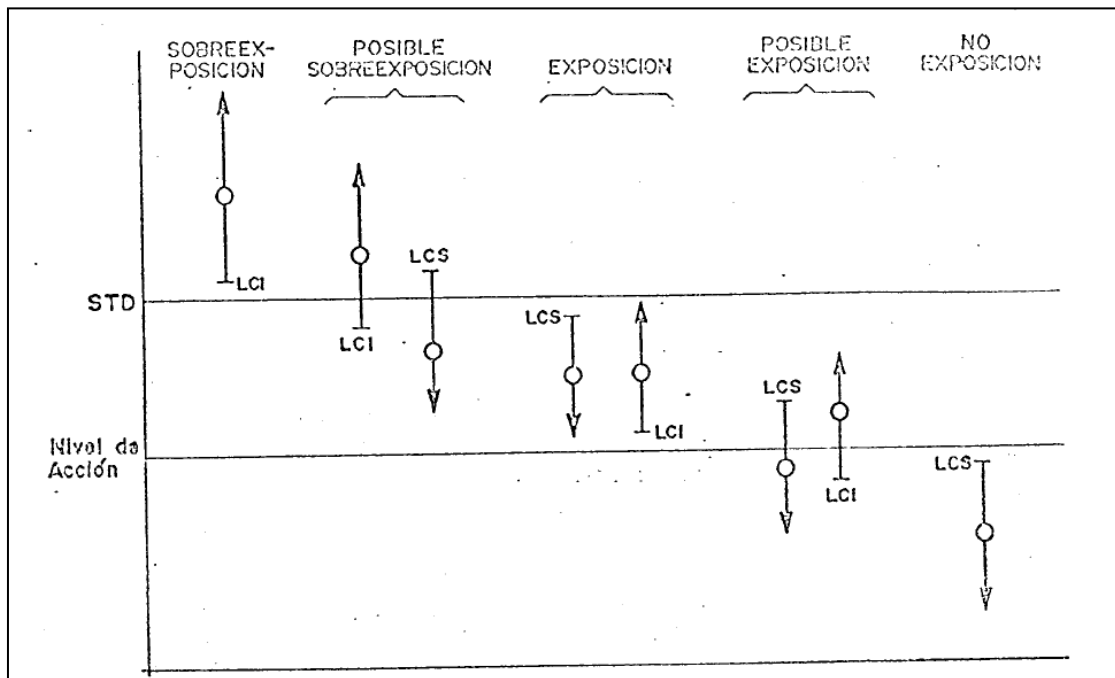 SOBREEX-
POSICION
POSIBLE
SOBREEXPOSICION
EXPOSICION
POSIBLE
EXPOSICION
NO
EXPOSICION
LCI
LCS
STD
LCI
LCS
LCI
LCS
LCI
Nivel de
Acción
LCS